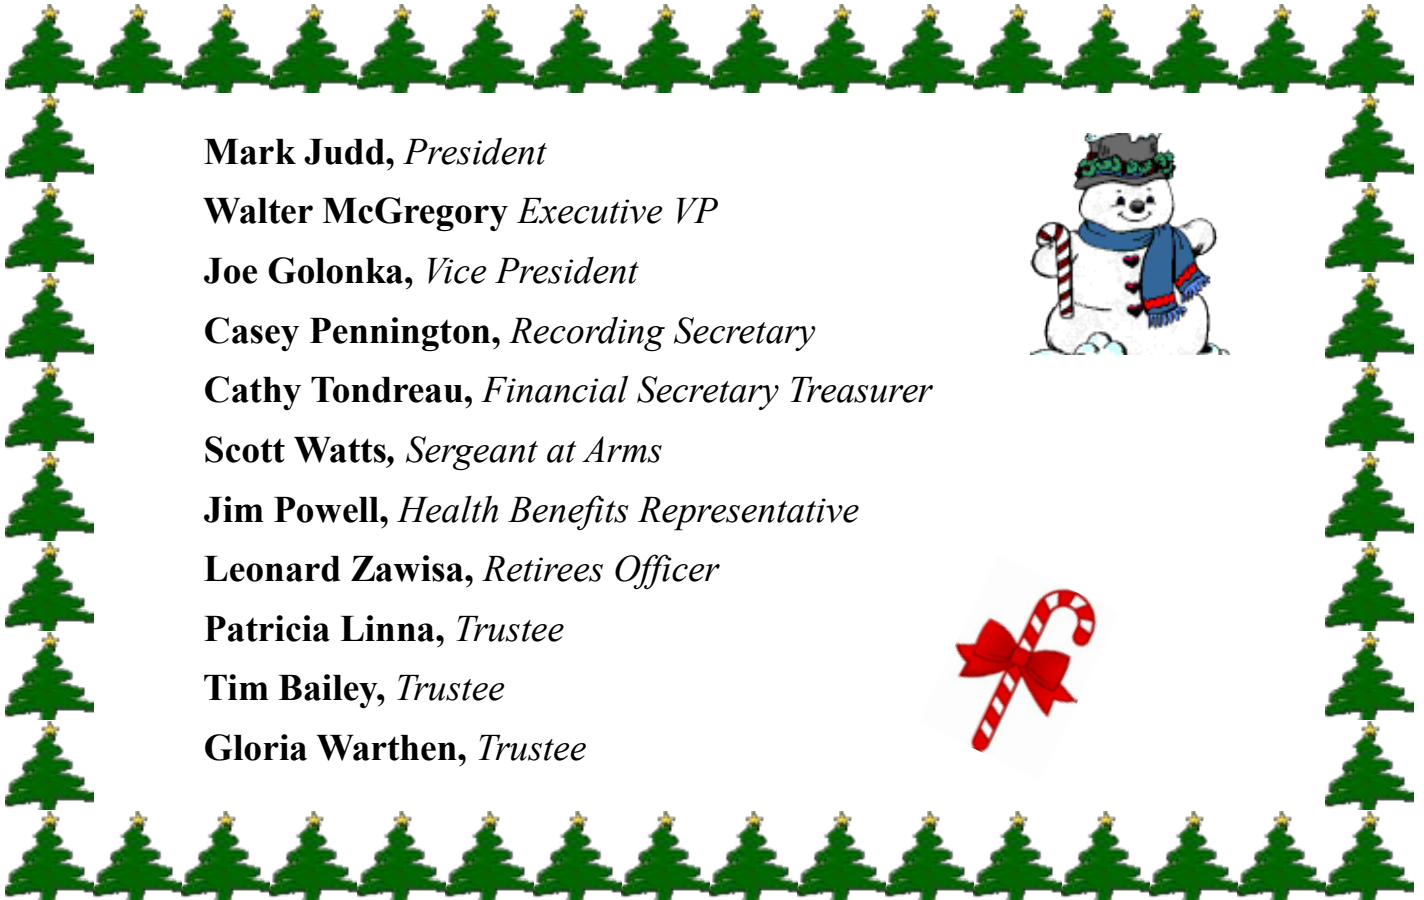 Mark Judd, President
Walter McGregory Executive VP
Joe Golonka, Vice President
Casey Pennington, Recording Secretary
Cathy Tondreau, Financial Secretary Treasurer
Scott Watts, Sergeant at Arms
Jim Powell, Health Benefits Representative
Leonard Zawisa, Retirees Officer
Patricia Linna, Trustee
Tim Bailey, Trustee
Gloria Warthen, Trustee